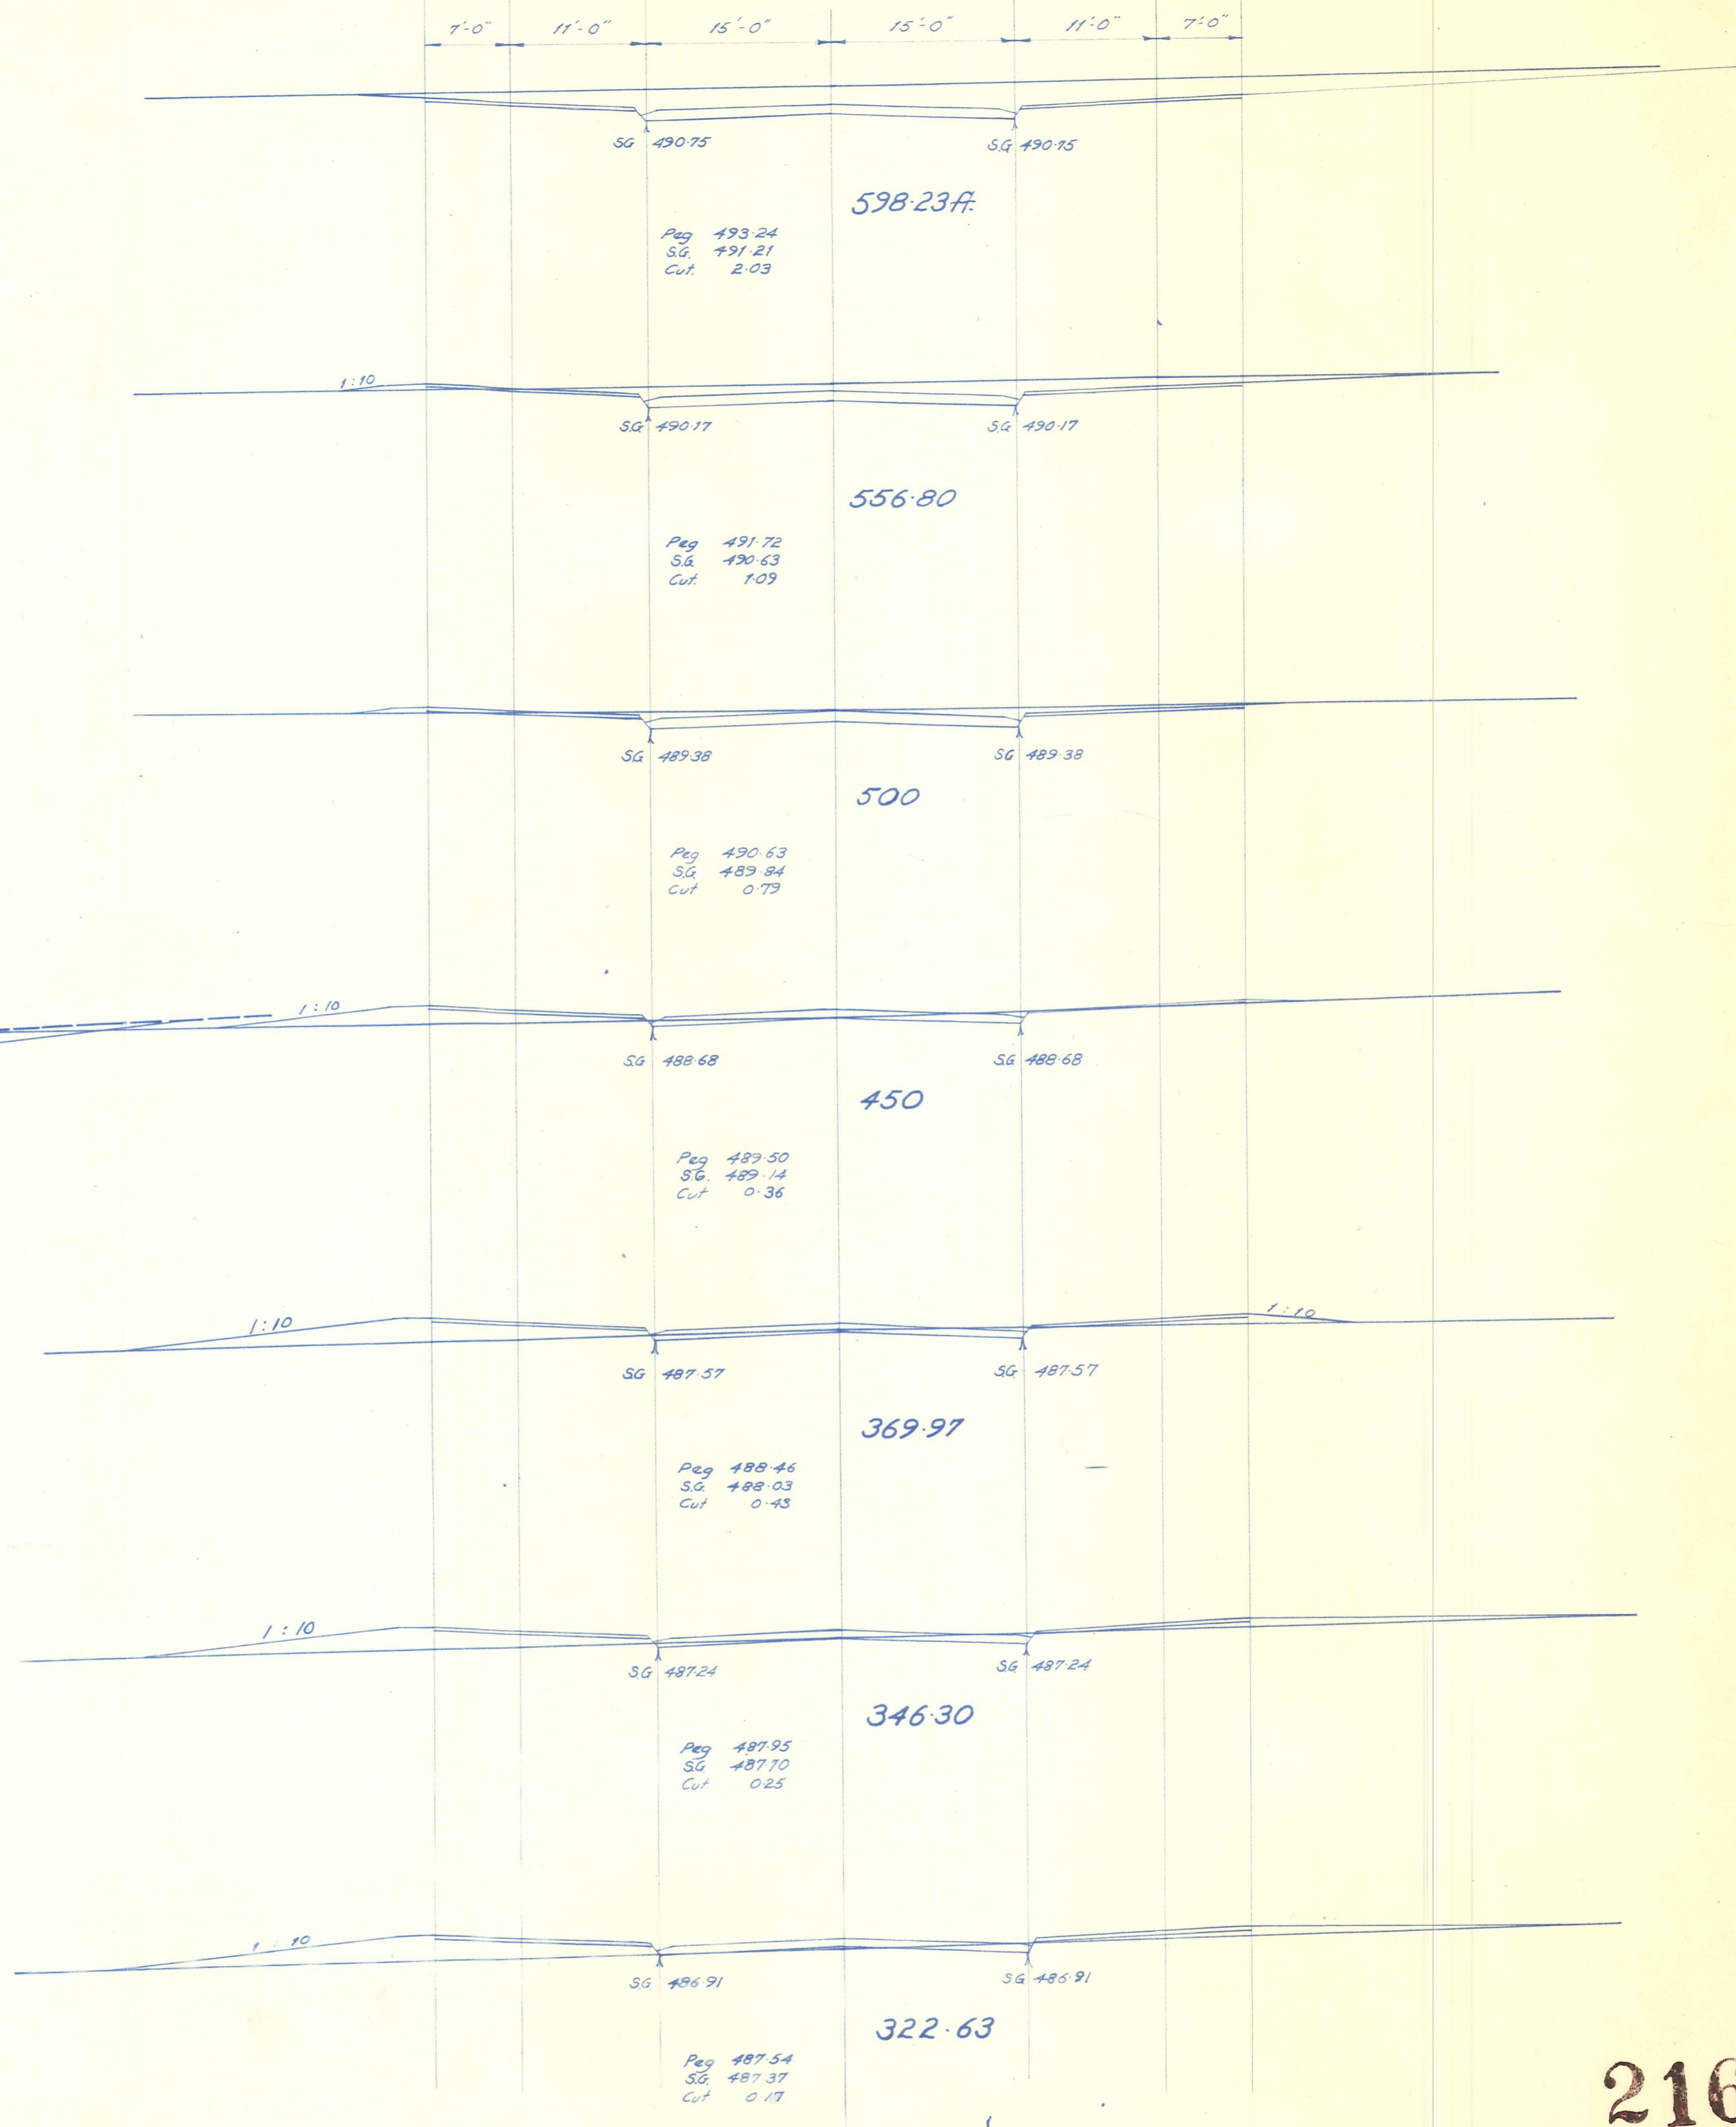 7'-0" 11'-0" 15'-0" 15'-0" 11'-0" 7'-0"
SG 490·75 S.G 490·75
598·23 ft.
Peg 493·24
S.G. 491·21
Cut. 2·03
1:10
S.G 490·17 S.G 490·17
556·80
Peg 491·72
S.G. 490·63
Cut. 1·09
SG 489·38 SG 489·38
500
Peg 490·63
S.G. 489·84
Cut 0·79
1:10
SG 488·68 SG 488·68
450
Peg 489·50
S.G. 489·14
Cut 0·36
1:10 1:10
SG 487·57 SG 487·57
369·97
Peg 488·46
S.G. 488·03
Cut 0·43
1:10
S.G 487·24 SG 487·24
346·30
Peg 487·95
SG 487·70
Cut 0·25
1:10
SG 486·91 SG 486·91
322·63
Peg 487·54
S.G. 487·37
Cut 0·17
216